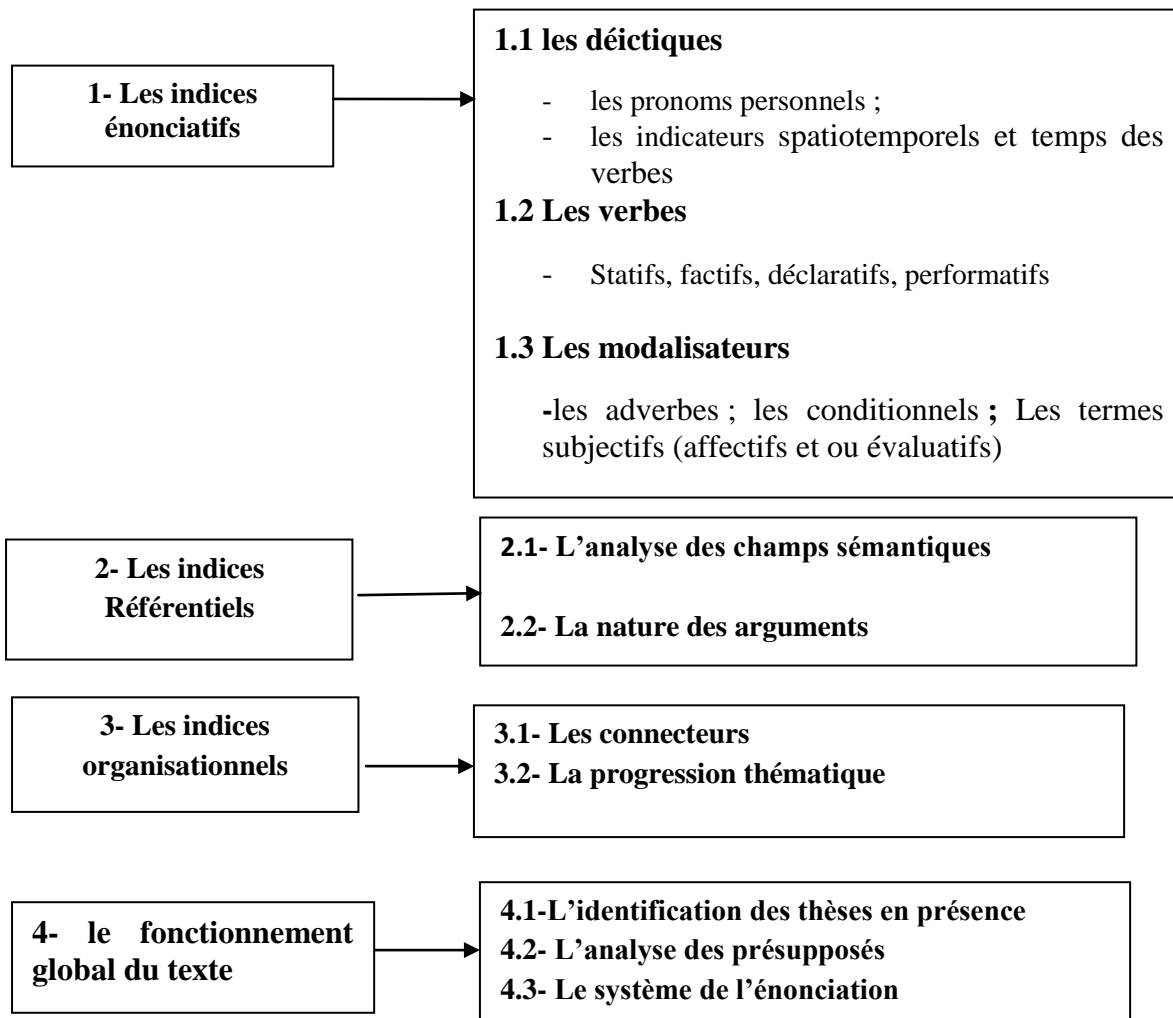 1- Les indices
énonciatifs
1.1 les déictiques
- les pronoms personnels ;
- les indicateurs spatiotemporels et temps des
verbes
1.2 Les verbes
- Statifs, factifs, déclaratifs, performatifs
1.3 Les modalisateurs
-les adverbes ; les conditionnels ; Les termes
subjectifs (affectifs et ou évaluatifs)
2- Les indices
Référentiels
2.1- L’analyse des champs sémantiques
2.2- La nature des arguments
3- Les indices
organisationnels
3.1- Les connecteurs
3.2- La progression thématique
4- le fonctionnement
global du texte
4.1-L’identification des thèses en présence
4.2- L’analyse des présupposés
4.3- Le système de l’énonciation